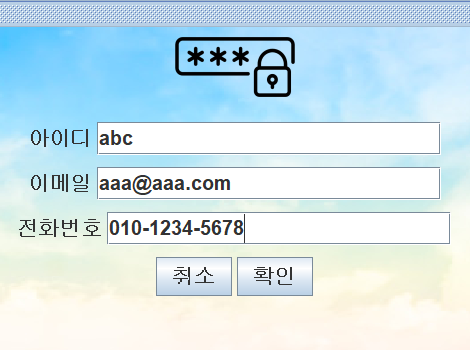 ***
아이디 abc
이메일 aaa@aaa.com
전화번호 010-1234-5678
취소 확인